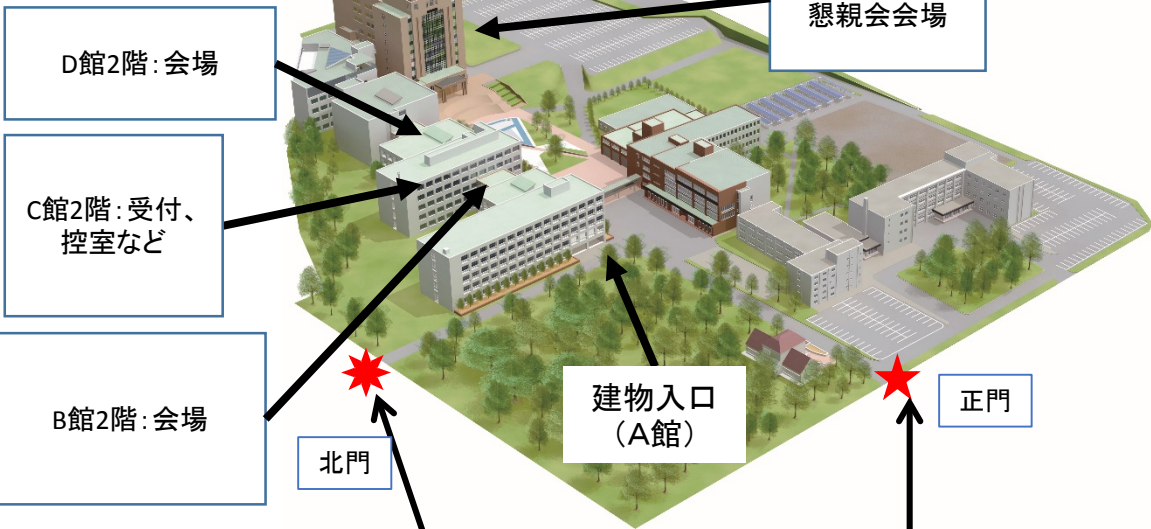 懇親会会場
D館2階：会場
C館2階：受付、
控室など
B館2階：会場
建物入口
（A館）
北門
正門